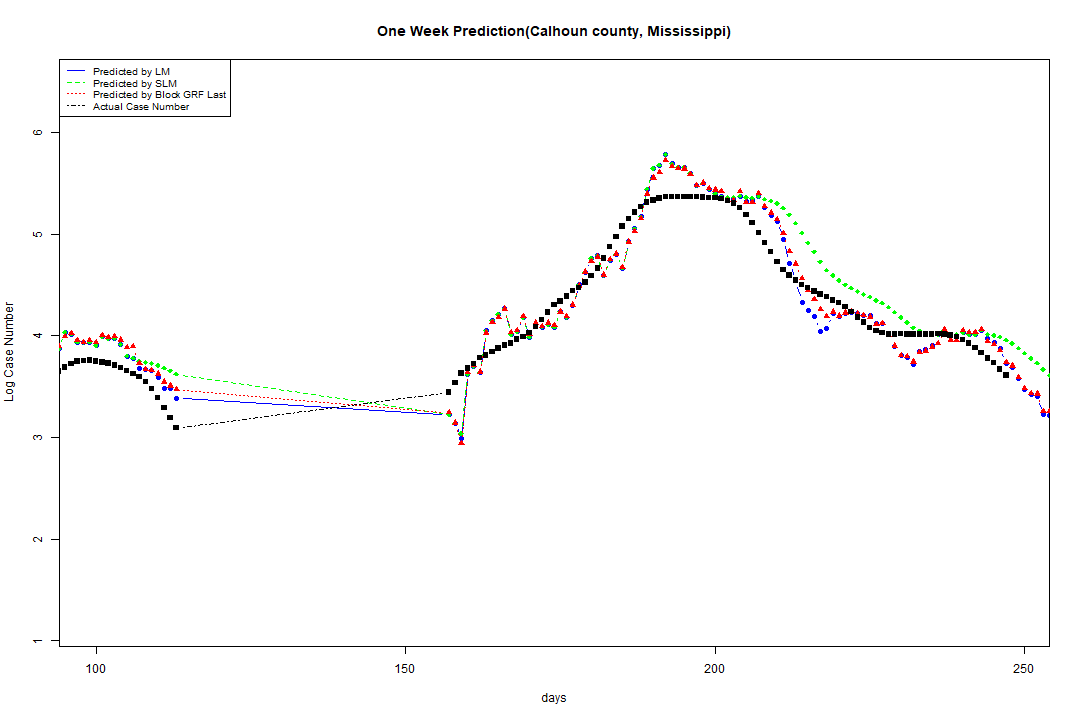 One Week Prediction(Calhoun county, Mississippi)
Predicted by LM
Predicted by SLM
Predicted by Block GRF Last
Actual Case Number
6
5
4
3
2
1
Log Case Number
100 150 200 250
days